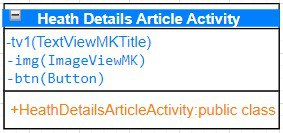 Heath Details Article Activity
-tv1(TextViewMKTitle)
-img(ImageViewMK)
-btn(Button)
+HeathDetailsArticleActivity:public class